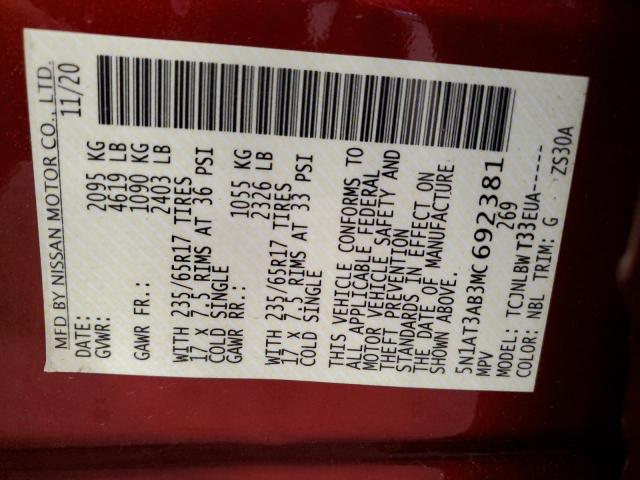 MFD BY NISSAN MOTOR CO., LTD.
DATE: 11/20
GVWR: 2095 KG
4619 LB
GAWR FR.: 1090 KG
2403 LB
WITH 235/65R17 TIRES
17 X 7.5 RIMS AT 36 PSI
COLD SINGLE
GAWR RR.: 1055 KG
2326 LB
WITH 235/65R17 TIRES
17 X 7.5 RIMS AT 33 PSI
COLD SINGLE
THIS VEHICLE CONFORMS TO
ALL APPLICABLE FEDERAL
MOTOR VEHICLE SAFETY AND
THEFT PREVENTION
STANDARDS IN EFFECT ON
THE DATE OF MANUFACTURE
SHOWN ABOVE.
5N1AT3AB3MC692381
MPV 269
MODEL: TCJNLBWT33EUA-----
COLOR: NBL TRIM: G ZS30A